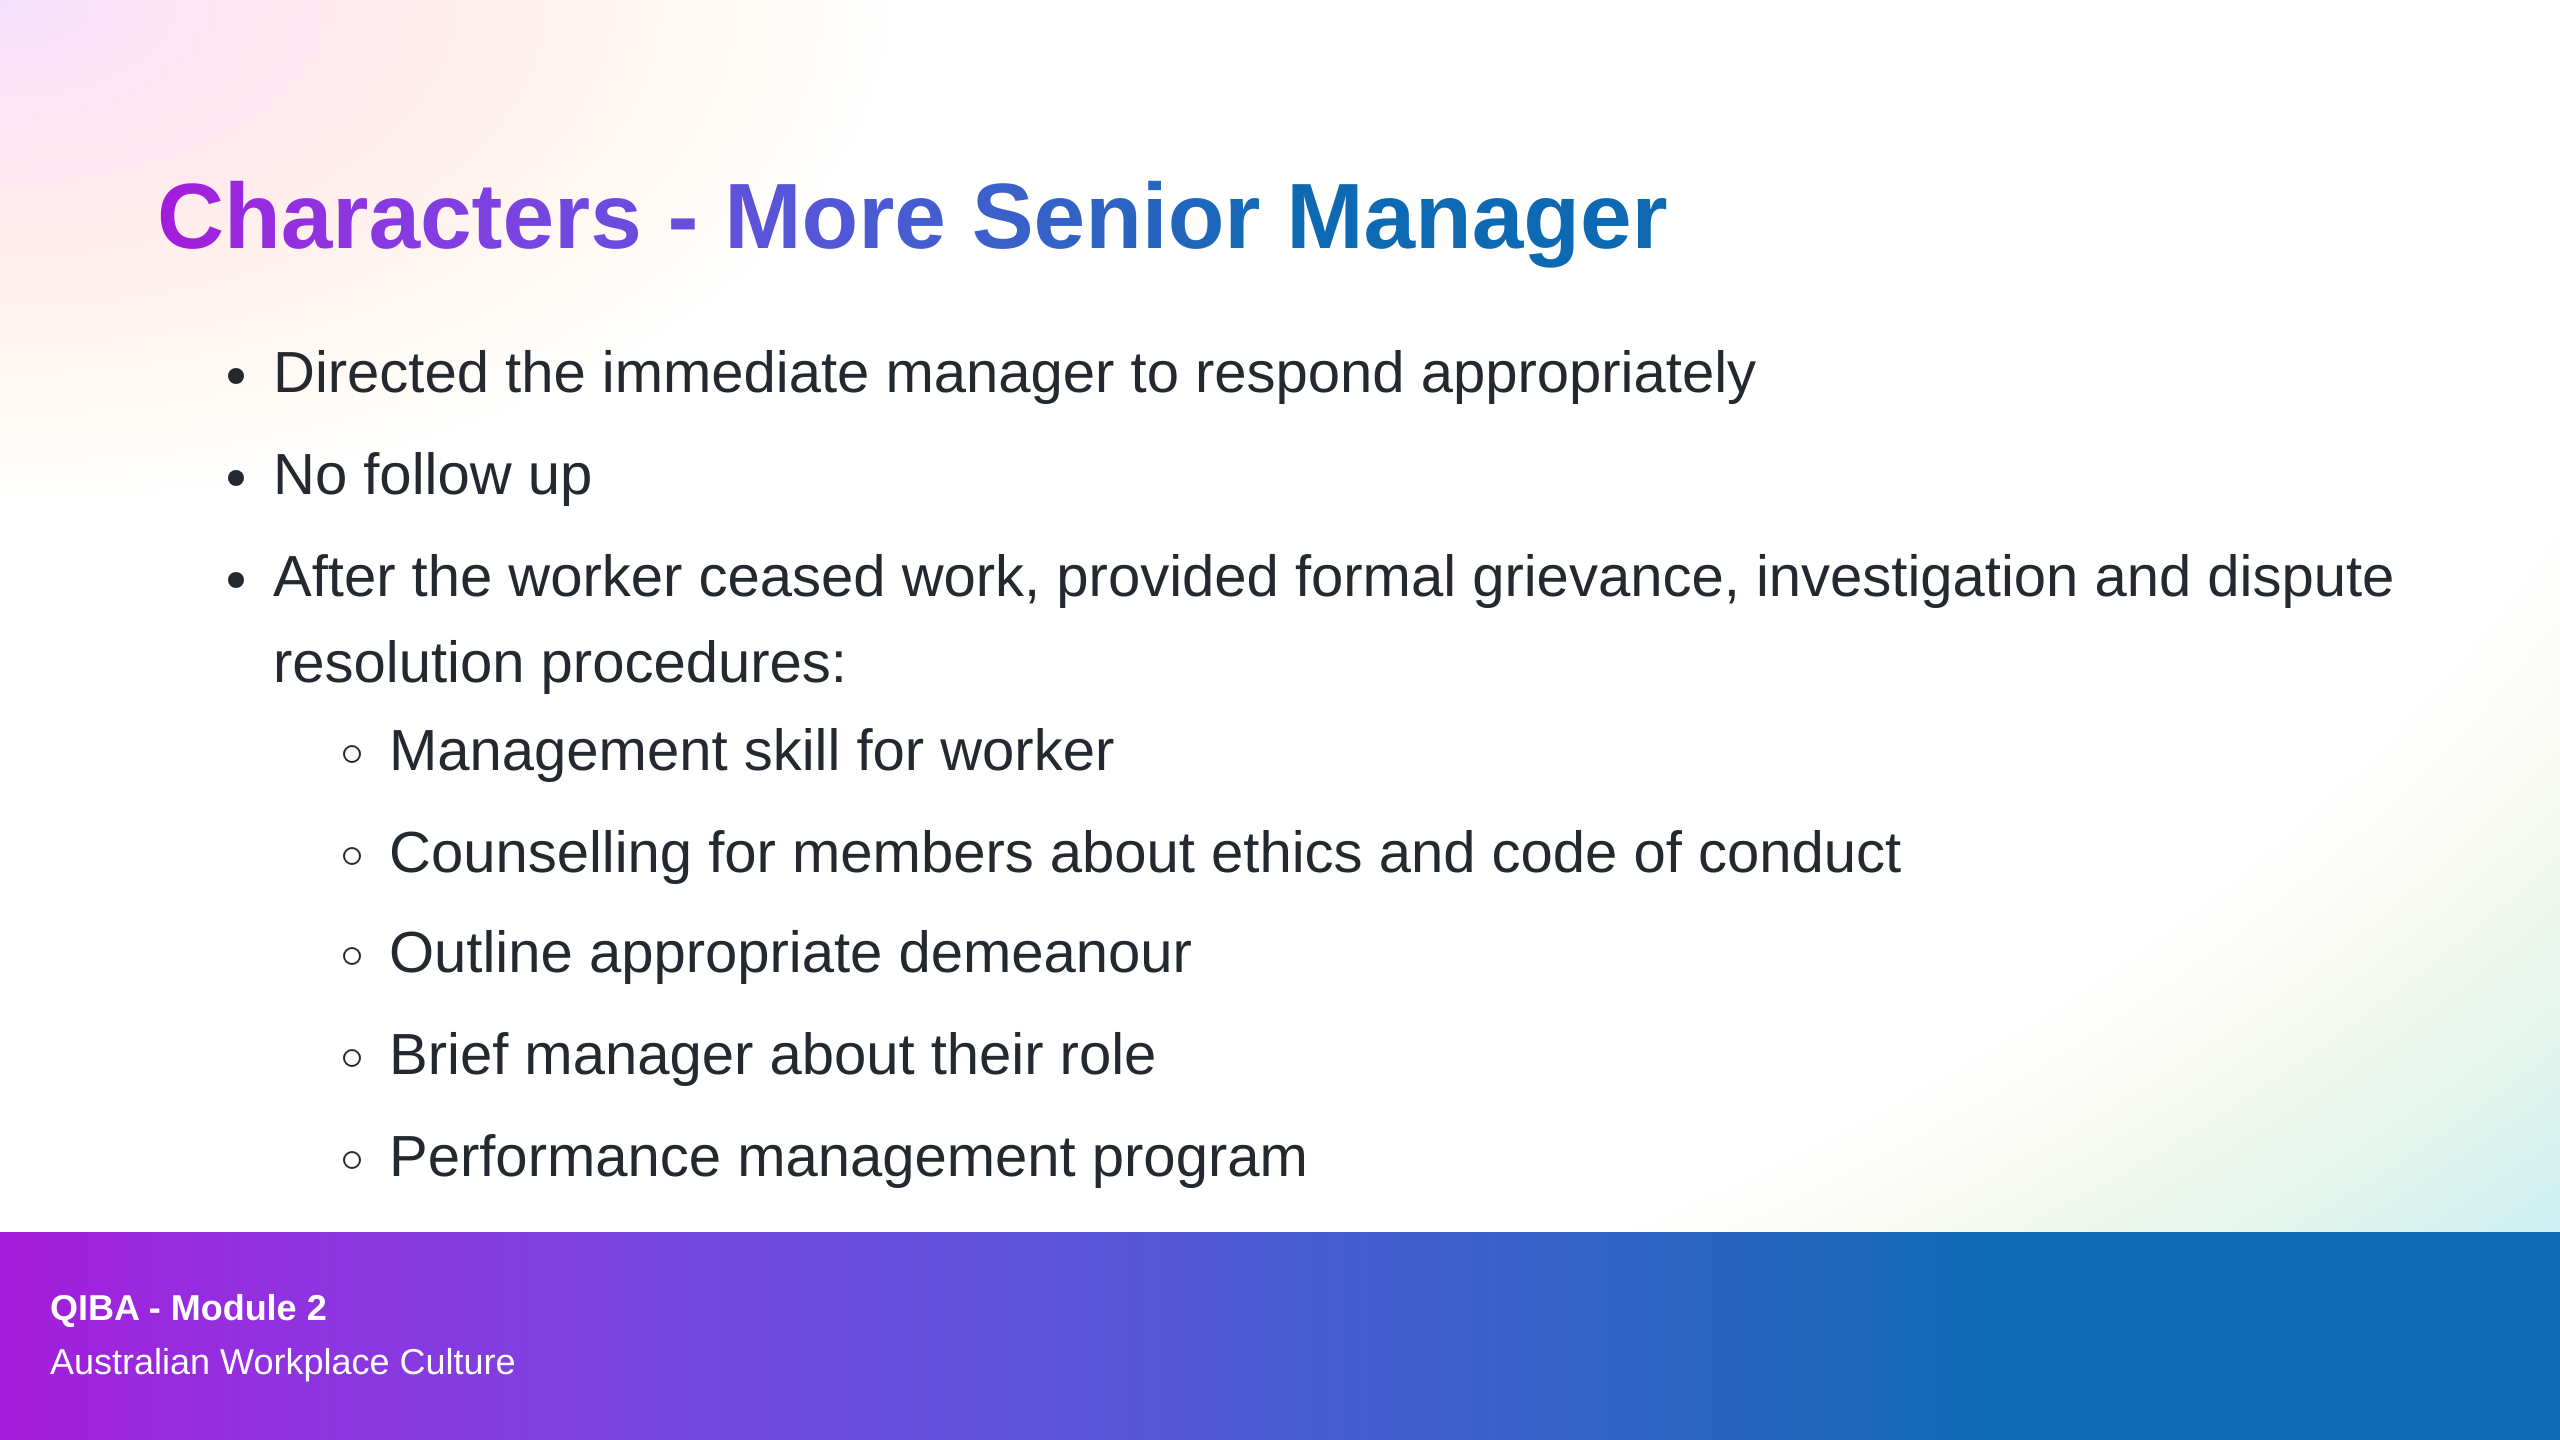 Characters - More Senior Manager
• Directed the immediate manager to respond appropriately
• No follow up
• After the worker ceased work, provided formal grievance, investigation and dispute
resolution procedures:
◦ Management skill for worker
◦ Counselling for members about ethics and code of conduct
◦ Outline appropriate demeanour
◦ Brief manager about their role
◦ Performance management program
QIBA - Module 2
Australian Workplace Culture